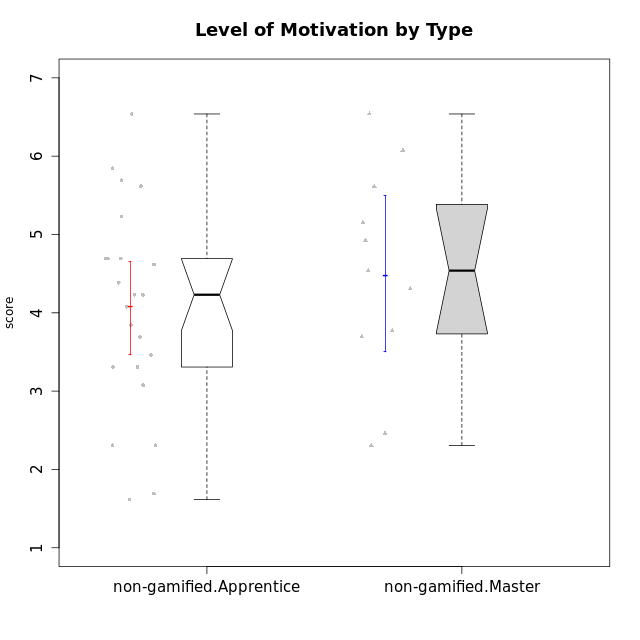 Level of Motivation by Type
score
7
6
5
4
3
2
1
non-gamified.Apprentice
non-gamified.Master